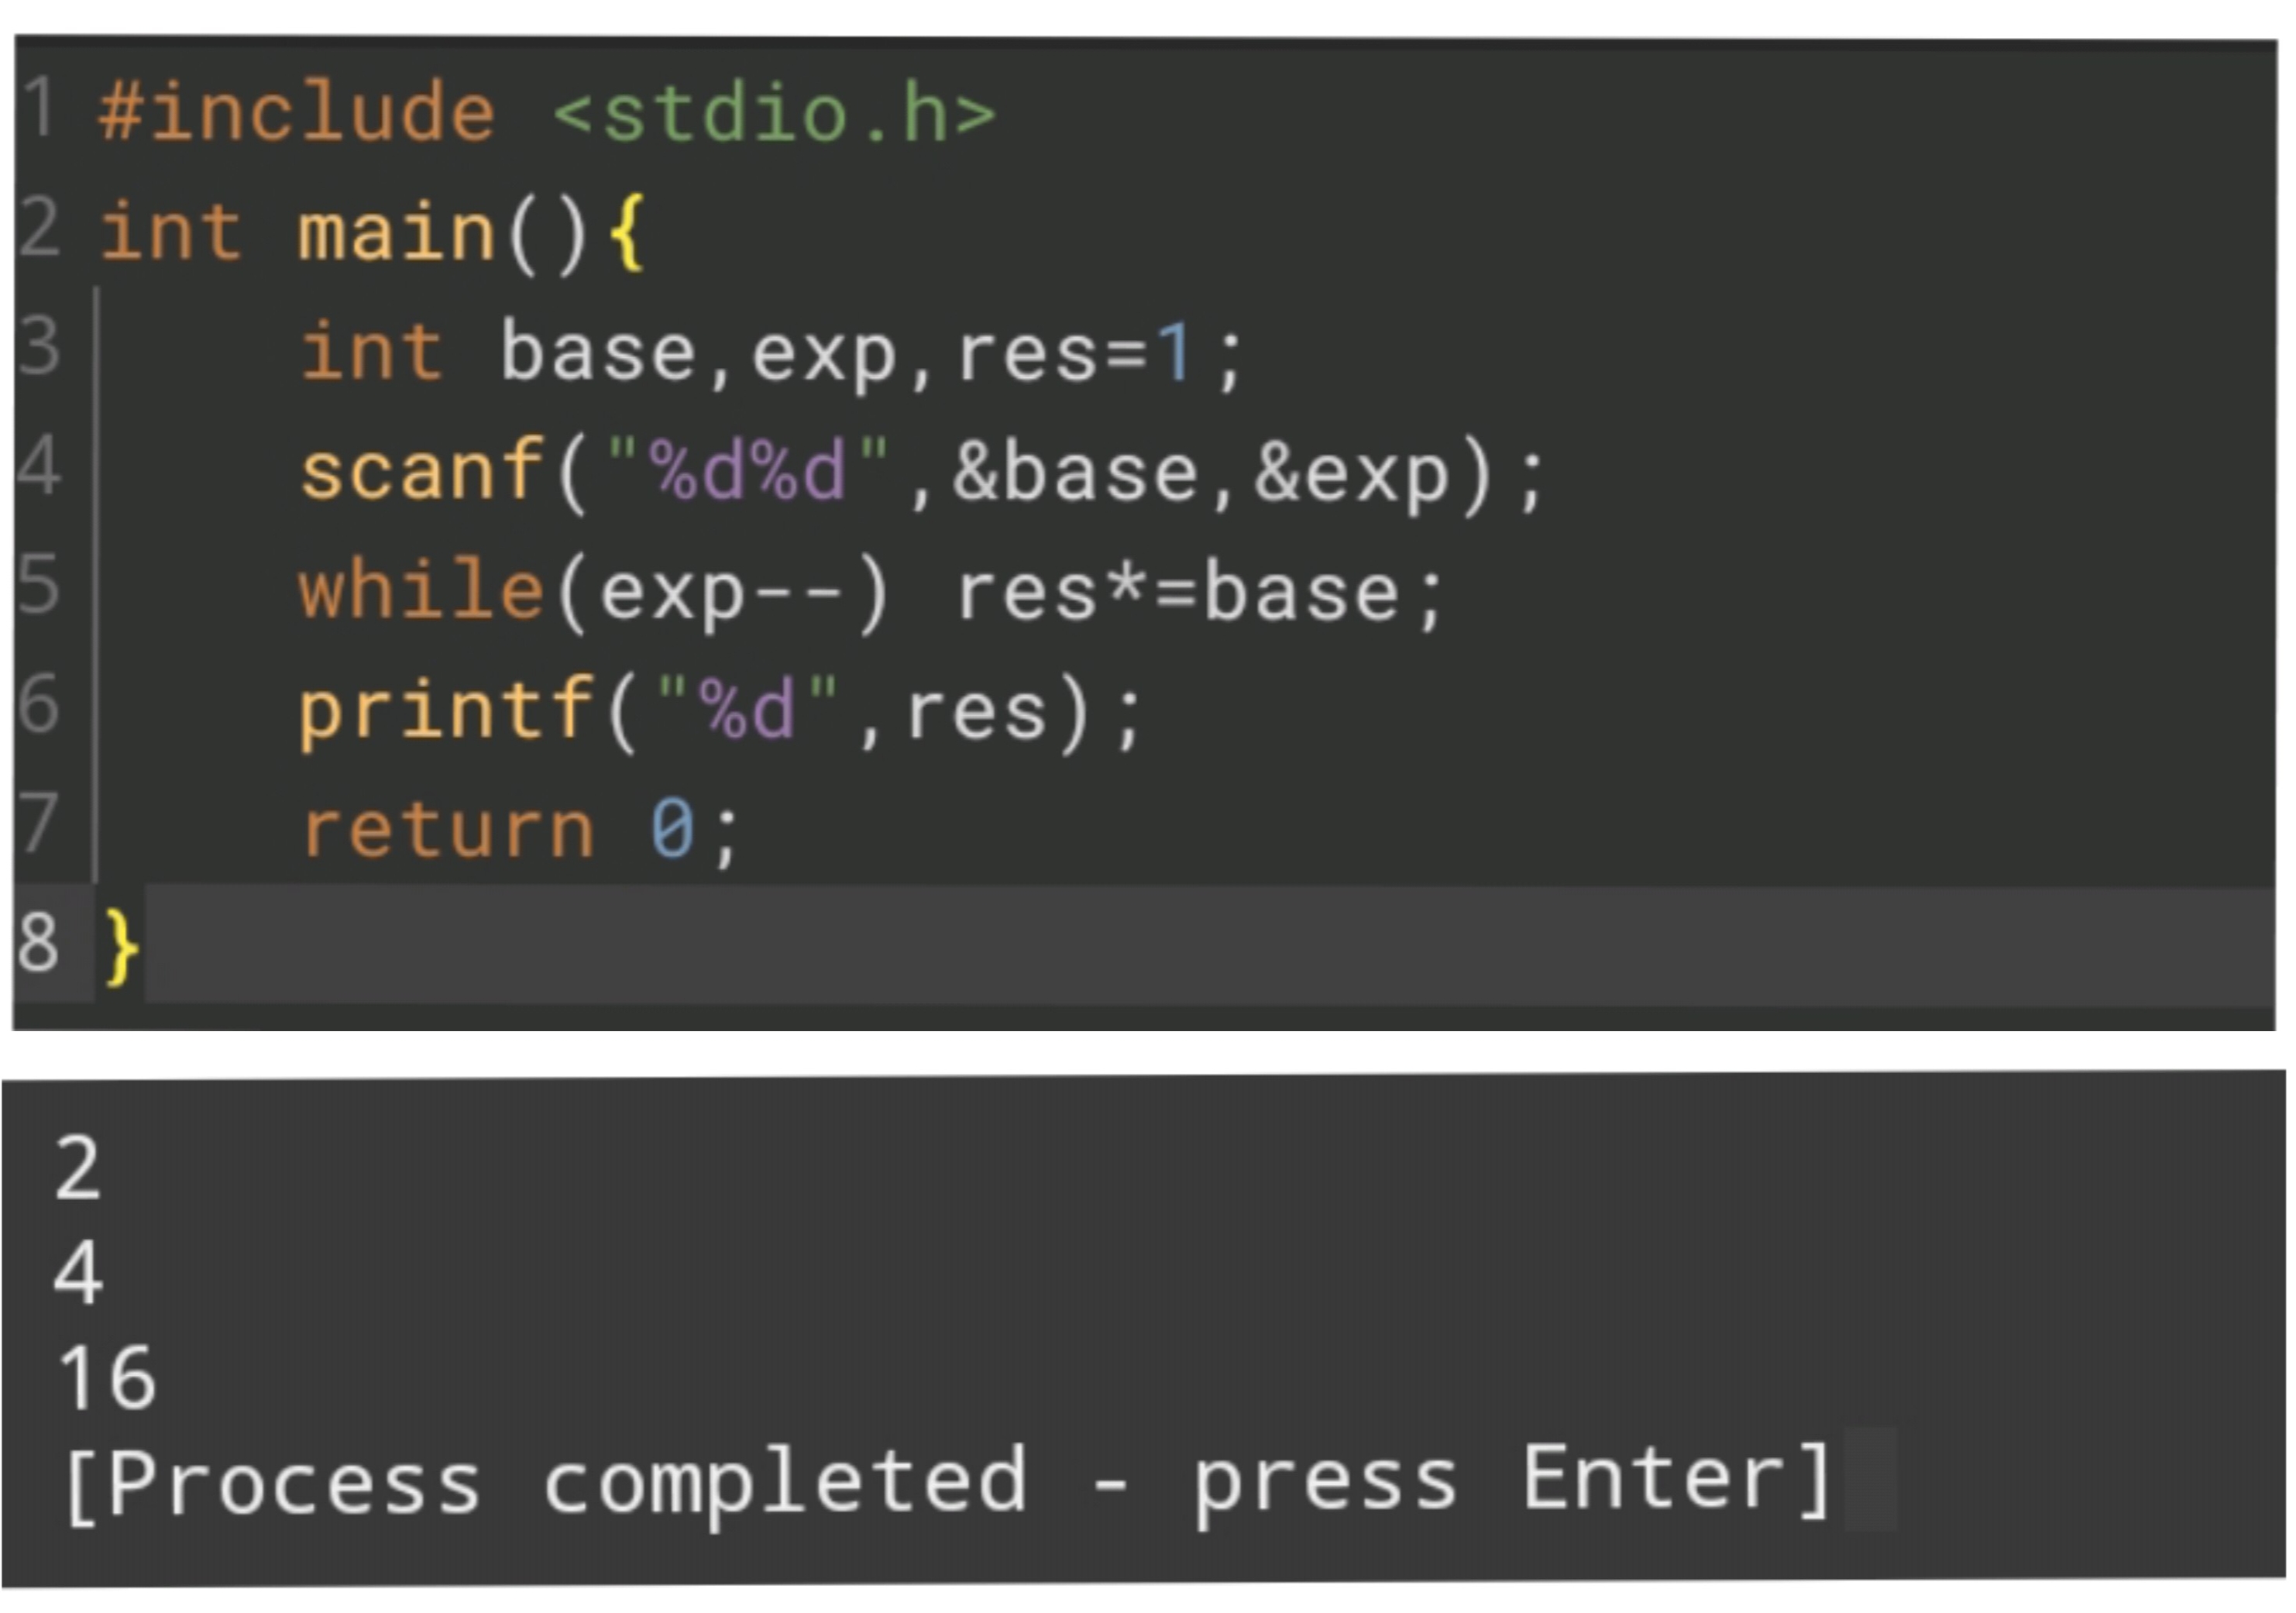 1 #include <stdio.h>
2 int main(){
3     int base,exp,res=1;
4     scanf("%d%d",&base,&exp);
5     while(exp--) res*=base;
6     printf("%d",res);
7     return 0;
8 }
2
4
16
[Process completed - press Enter]